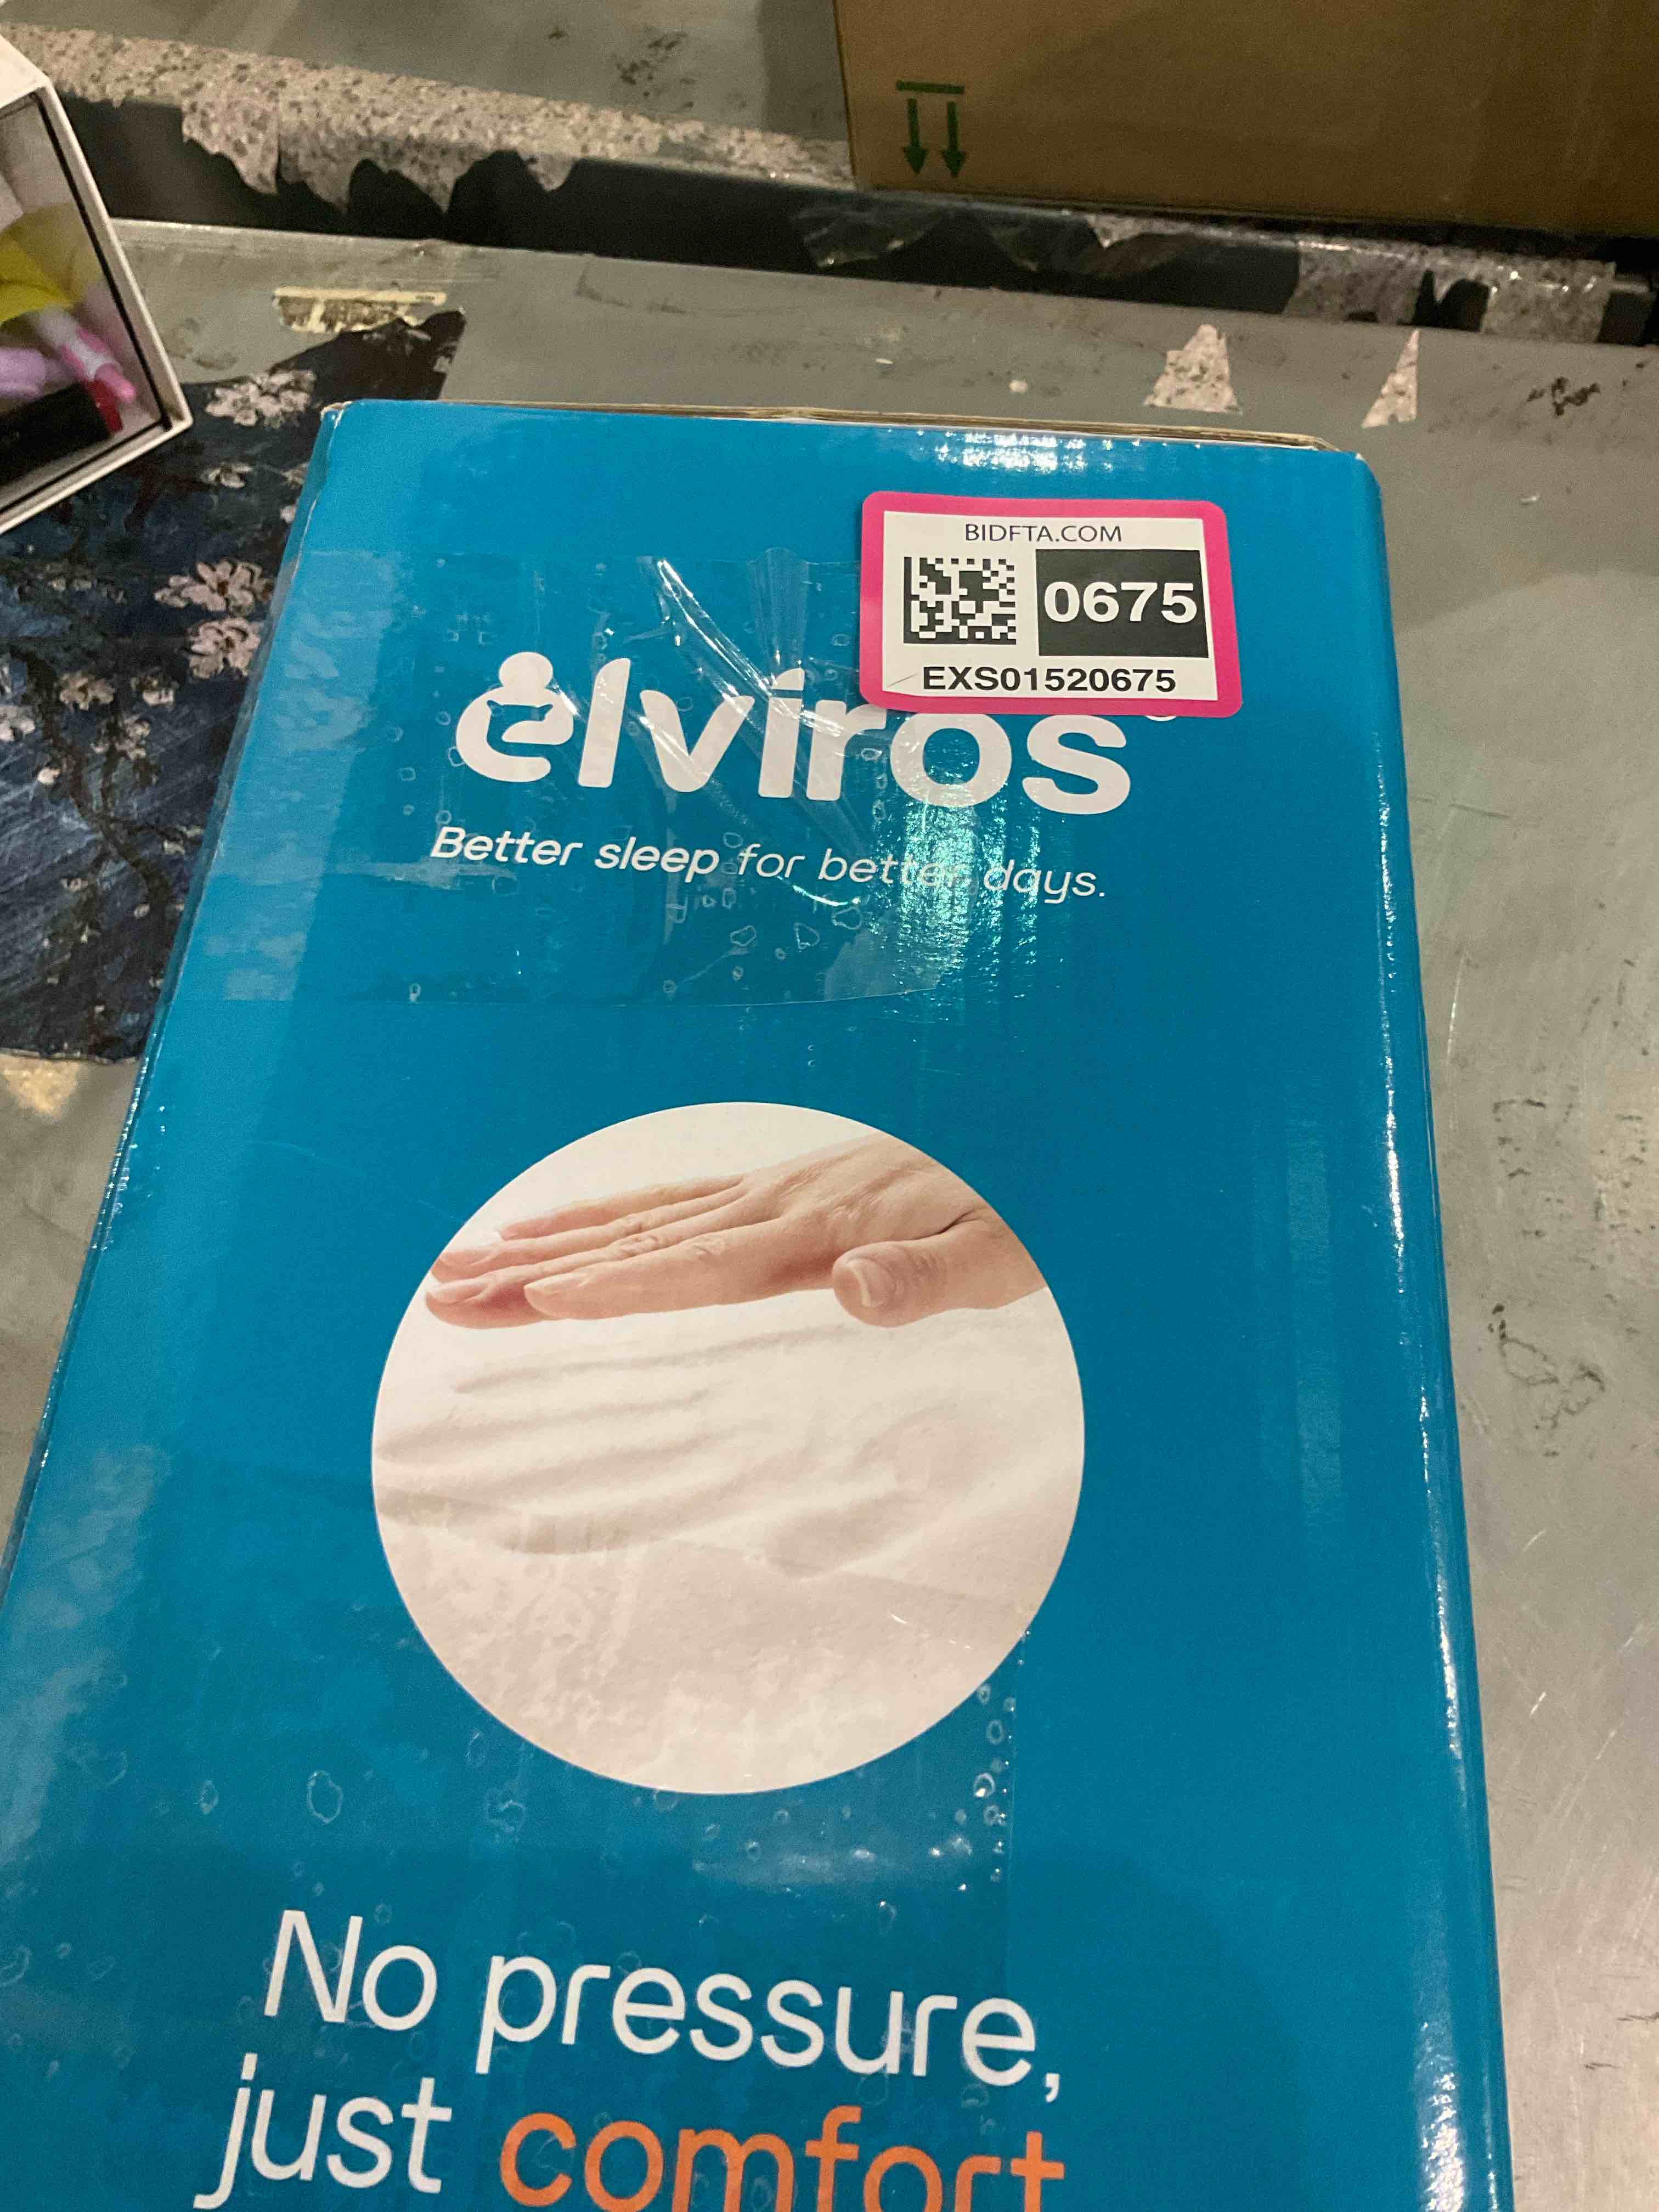 BIDFTA.COM
0675
EXS01520675
elviros
Better sleep for better days.
No pressure,
just comfort